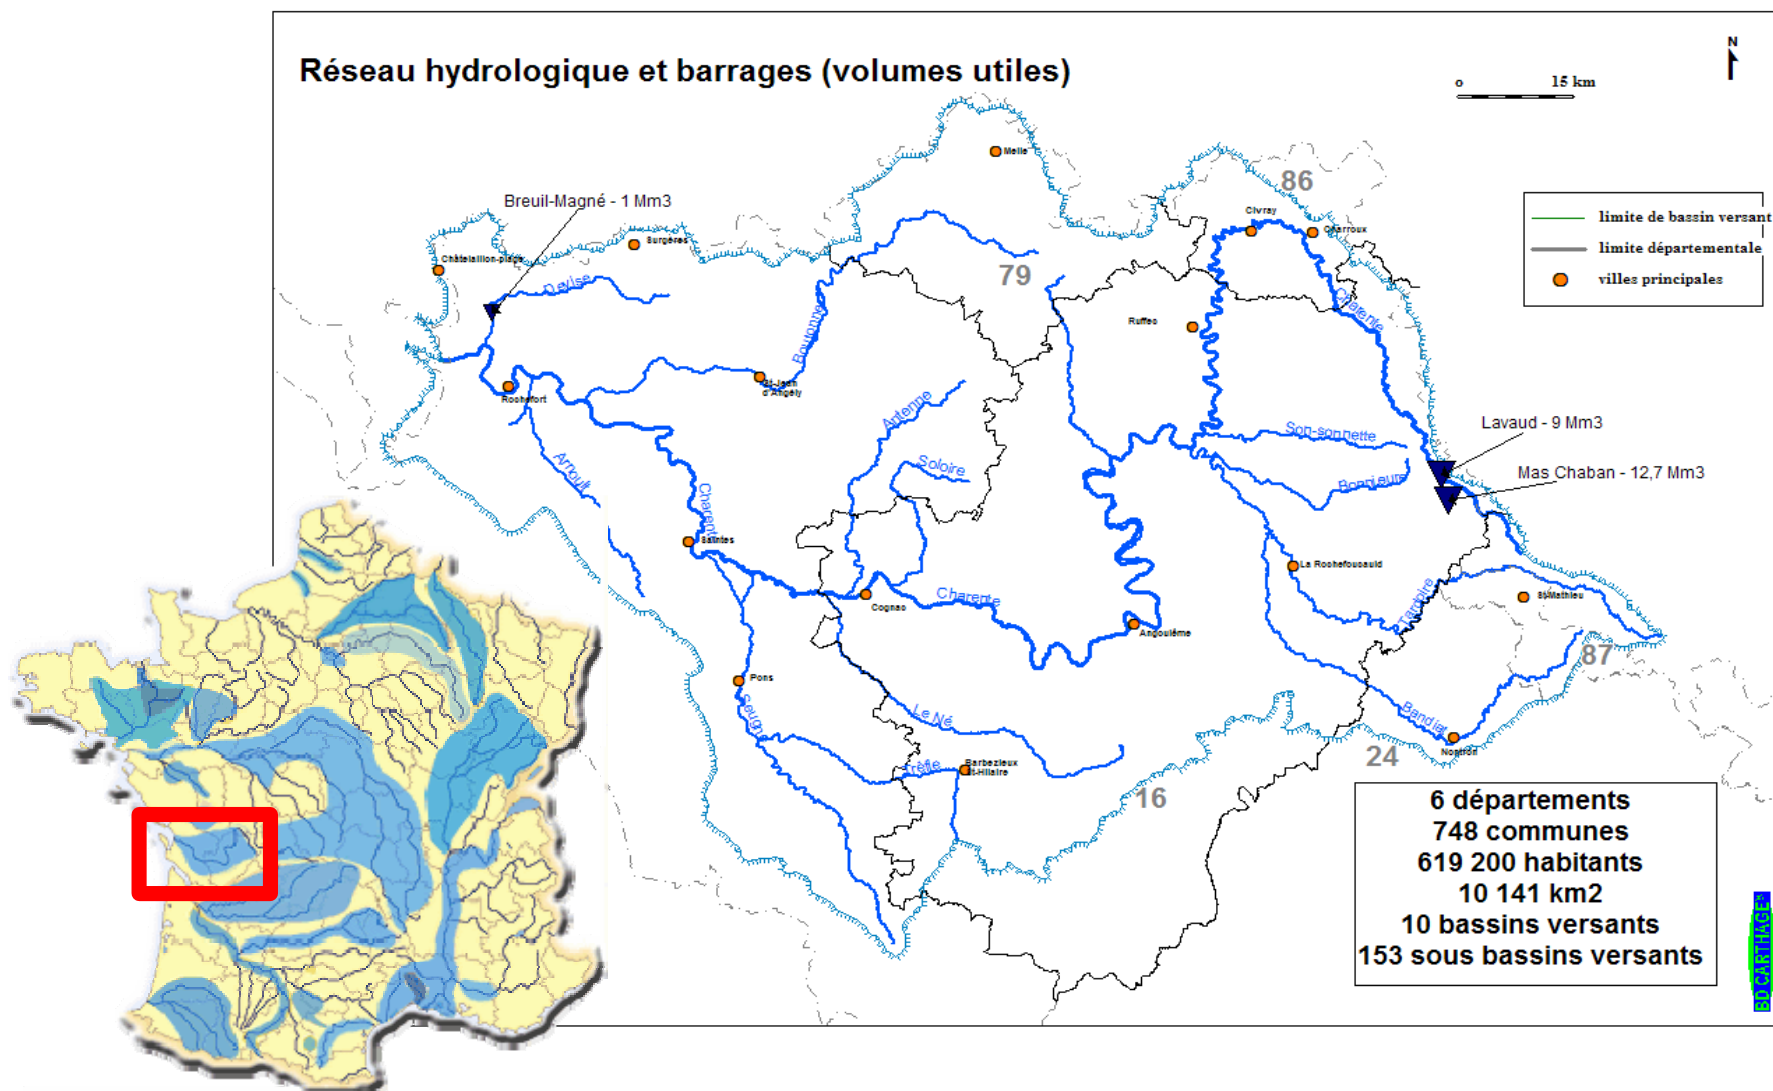 Réseau hydrologique et barrages (volumes utiles)
N
0 15 km
Melle
86
Breuil-Magné - 1 Mm3
Civray
Charroux
limite de bassin versant
limite départementale
villes principales
Surgères
Châtelaillon-plage
79
Devise
Charente
Boutonne
Ruffec
St-Jean
d'Angély
Rochefort
Antenne
Lavaud - 9 Mm3
Son-sonnette
Soloire
Bonnieure
Mas Chaban - 12,7 Mm3
Arnoult
Charente
Saintes
La Rochefoucauld
Cognac
Charente
St-Mathieu
Tardoire
Angoulême
87
Pons
Seugne
Le Né
Bandiat
Nontron
24
Trèfle
Barbezieux
St-Hilaire
16
6 départements
748 communes
619 200 habitants
10 141 km2
10 bassins versants
153 sous bassins versants
BD CARTHAGE